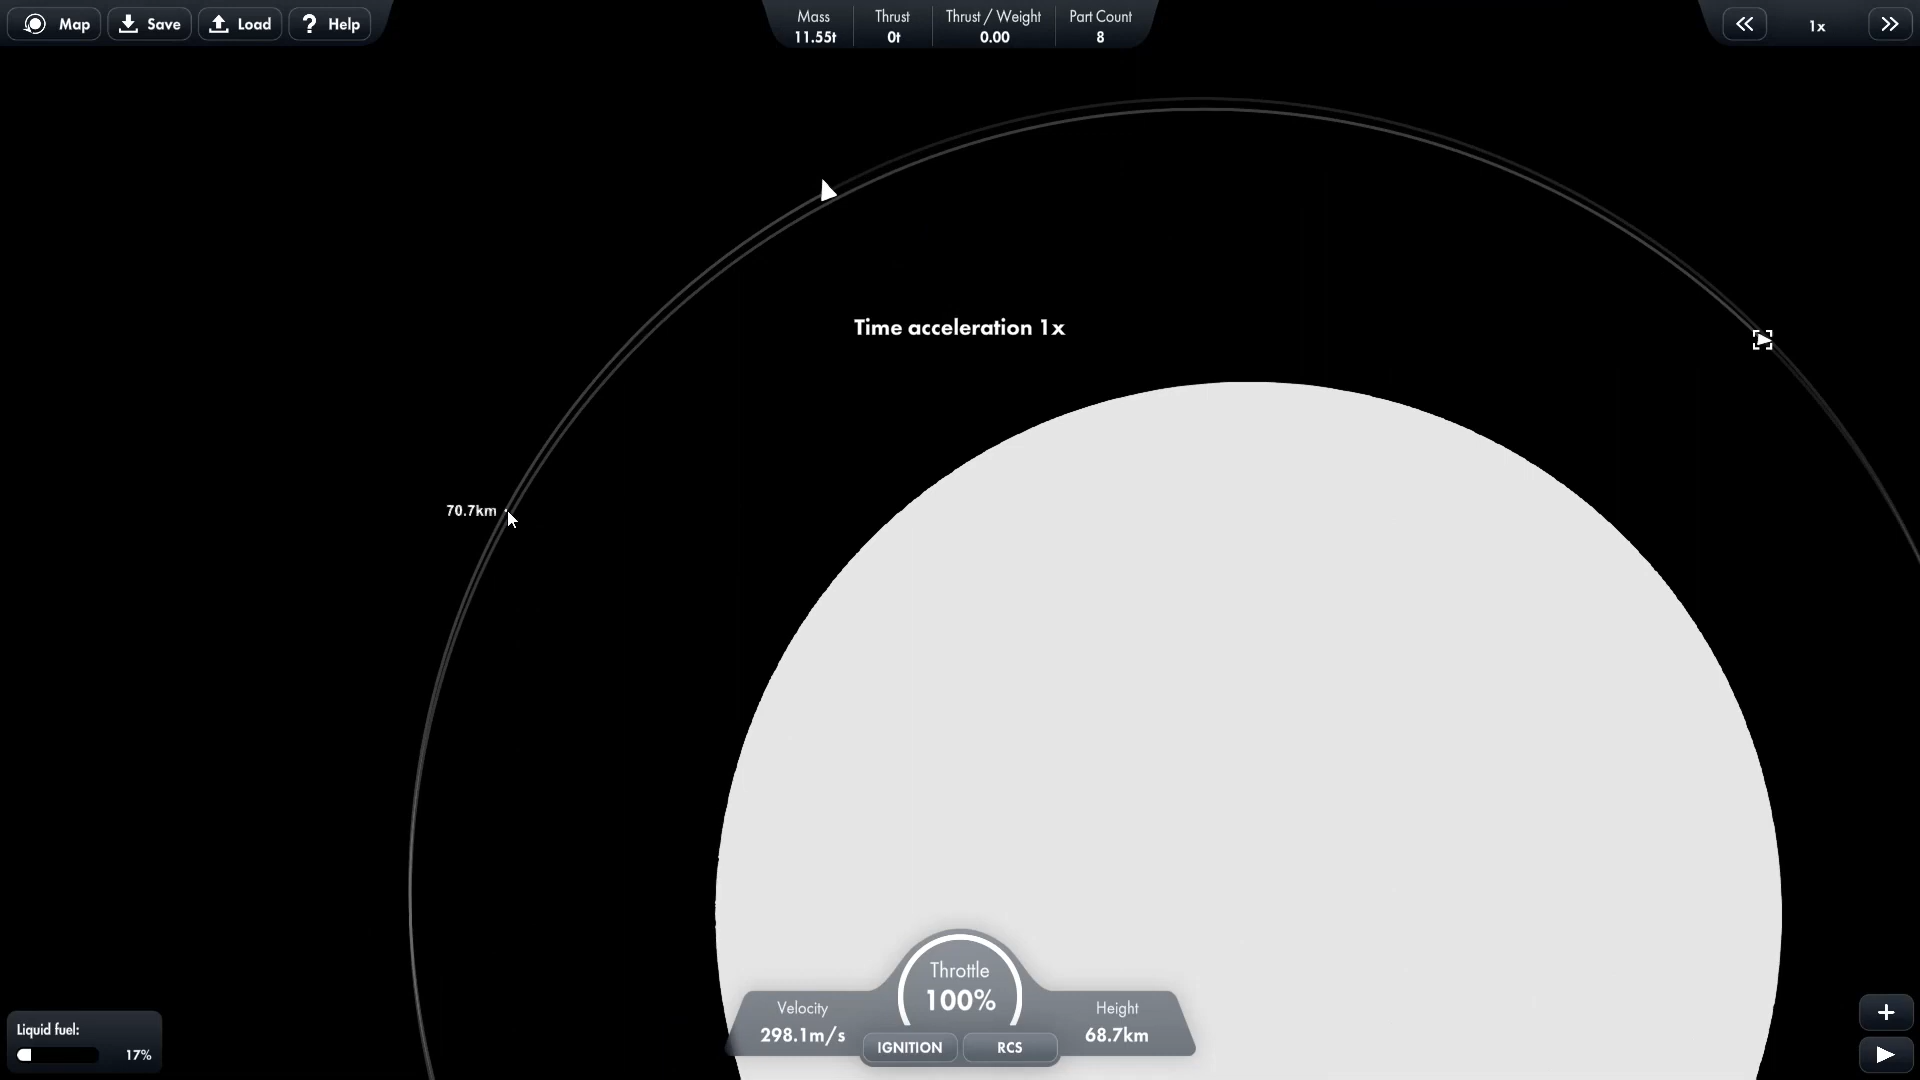 Map Save Load Help
Mass Thrust Thrust / Weight Part Count
11.55t 0t 0.00 8
1x
Time acceleration 1x
70.7km
Throttle
100%
Velocity Height
298.1m/s 68.7km
IGNITION RCS
Liquid fuel:
17%